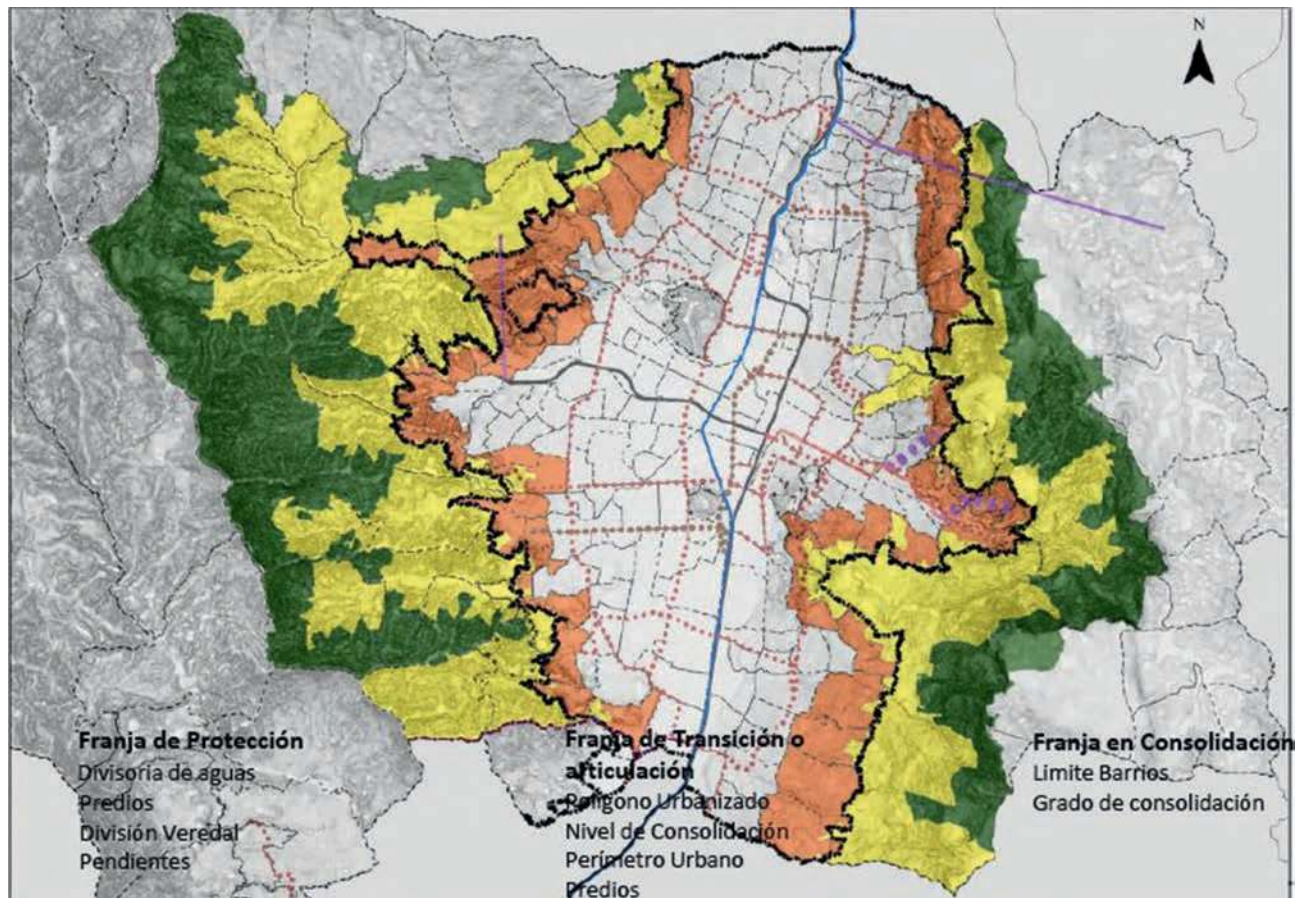 N
Franja de Protección
Divisoria de aguas
Predios
División Veredal
Pendientes
Franja de Transición o
articulación
Polígono Urbanizado
Nivel de Consolidación
Perímetro Urbano
Predios
Franja en Consolidación
Limite Barrios
Grado de consolidación